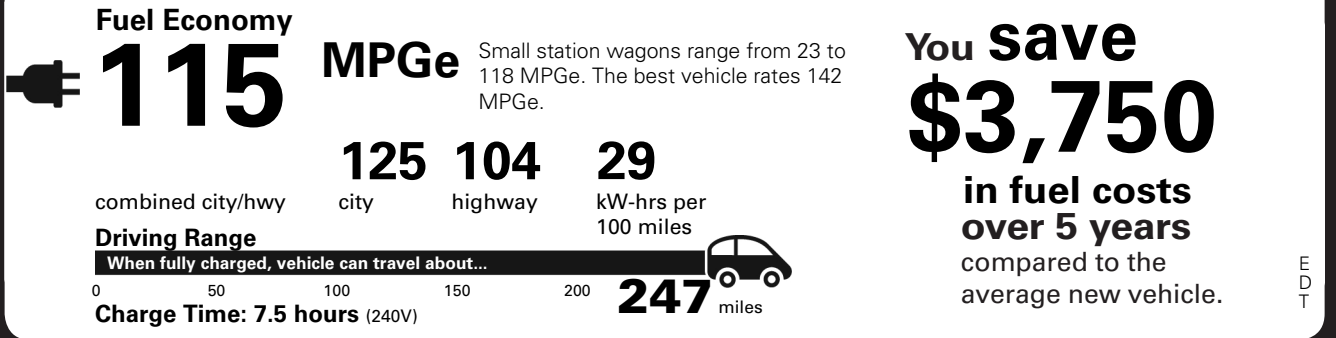 Fuel Economy
115
MPGe
Small station wagons range from 23 to
118 MPGe. The best vehicle rates 142
MPGe.
125 104 29
combined city/hwy city highway kW-hrs per
100 miles
Driving Range
When fully charged, vehicle can travel about...
0 50 100 150 200 247 miles
Charge Time: 7.5 hours (240V)
You save
$3,750
in fuel costs
over 5 years
compared to the
average new vehicle.
EDT